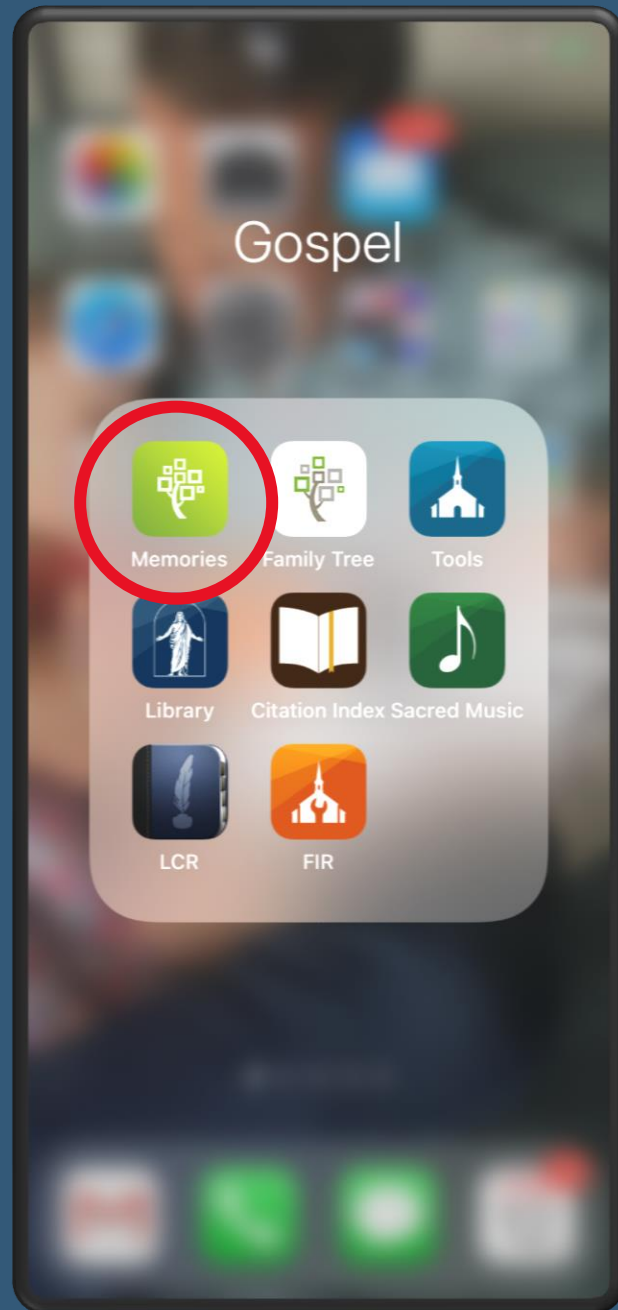 Gospel
Memories Family Tree Tools
Library Citation Index Sacred Music
LCR FIR